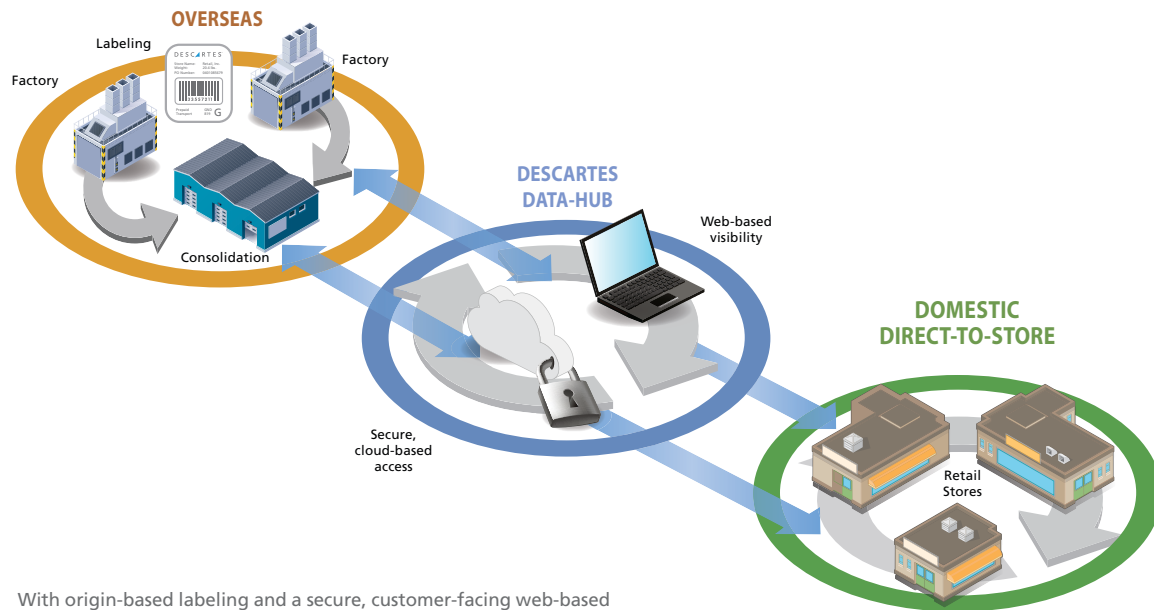 OVERSEAS
Labeling
Factory
Factory
DESCARTES
Consolidation
DESCARTES
DATA-HUB
Web-based
visibility
Secure,
cloud-based
access
DOMESTIC
DIRECT-TO-STORE
Retail
Stores
With origin-based labeling and a secure, customer-facing web-based